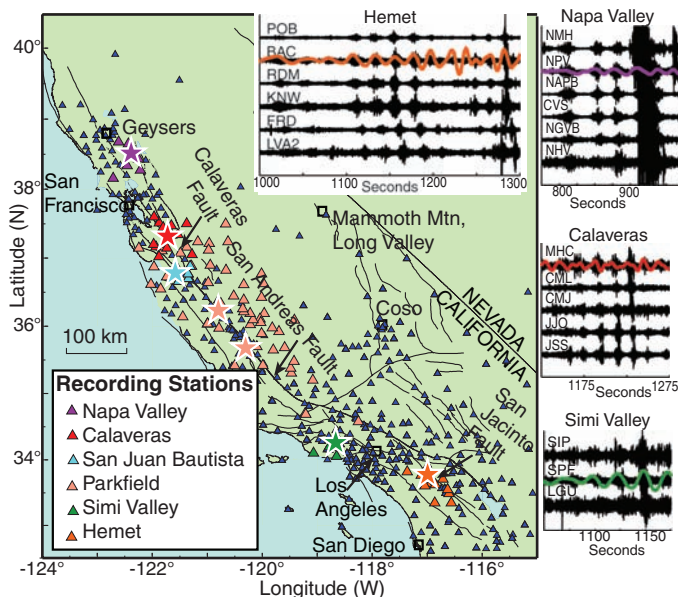 Hemet
POB
RAC
RDM
KNW
ERD
LVA2
1000 1100 1200 1300
Seconds
Napa Valley
NMH
NPV
NAPB
CVS
NGVB
NHV
800 900
Seconds
Calaveras
MHC
CML
CMJ
JJO
JSS
1175 1275
Seconds
Simi Valley
SIP
SPF
LGU
1100 1150
Seconds
40°
38°
36°
34°
Latitude (N)
Geysers
San
Francisco
Calaveras
Fault
San Andreas Fault
Mammoth Mtn,
Long Valley
Coso
NEVADA
CALIFORNIA
San
Jacinto
Fault
100 km
Los
Angeles
San Diego
Recording Stations
Napa Valley
Calaveras
San Juan Bautista
Parkfield
Simi Valley
Hemet
-124° -122° -120° -118° -116°
Longitude (W)